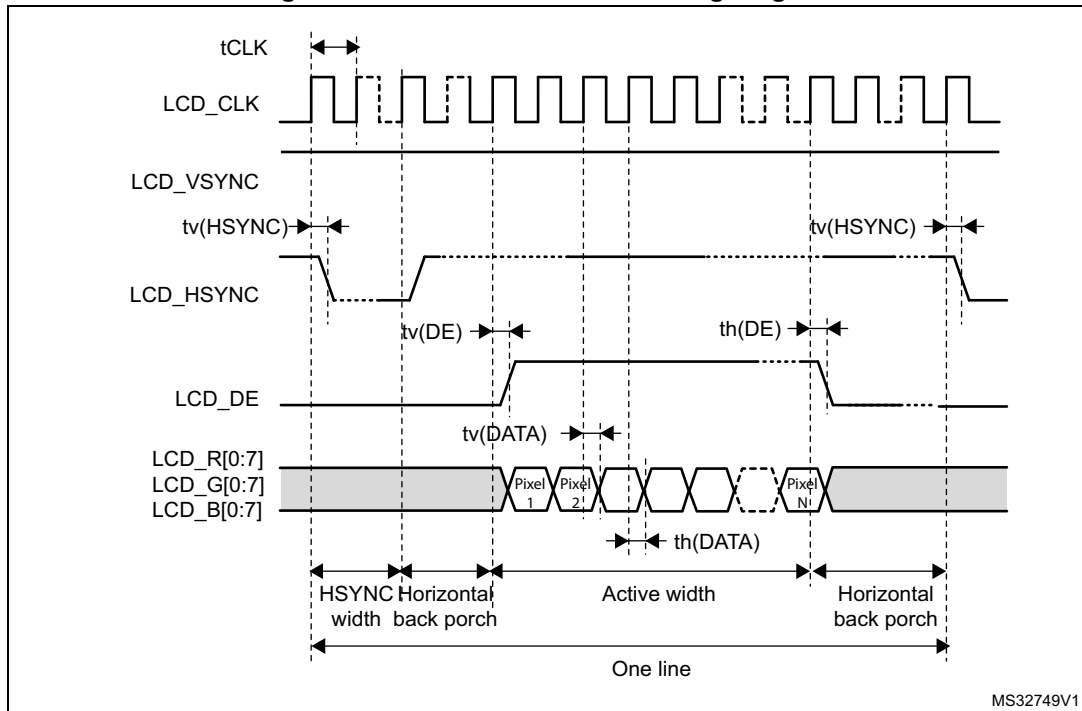 tCLK
LCD_CLK
LCD_VSYNC
tv(HSYNC)
tv(HSYNC)
LCD_HSYNC
tv(DE)
th(DE)
LCD_DE
tv(DATA)
LCD_R[0:7]
LCD_G[0:7]
LCD_B[0:7]
Pixel
1
Pixel
2
Pixel
N
th(DATA)
HSYNC
width
Horizontal
back porch
Active width
Horizontal
back porch
One line
MS32749V1